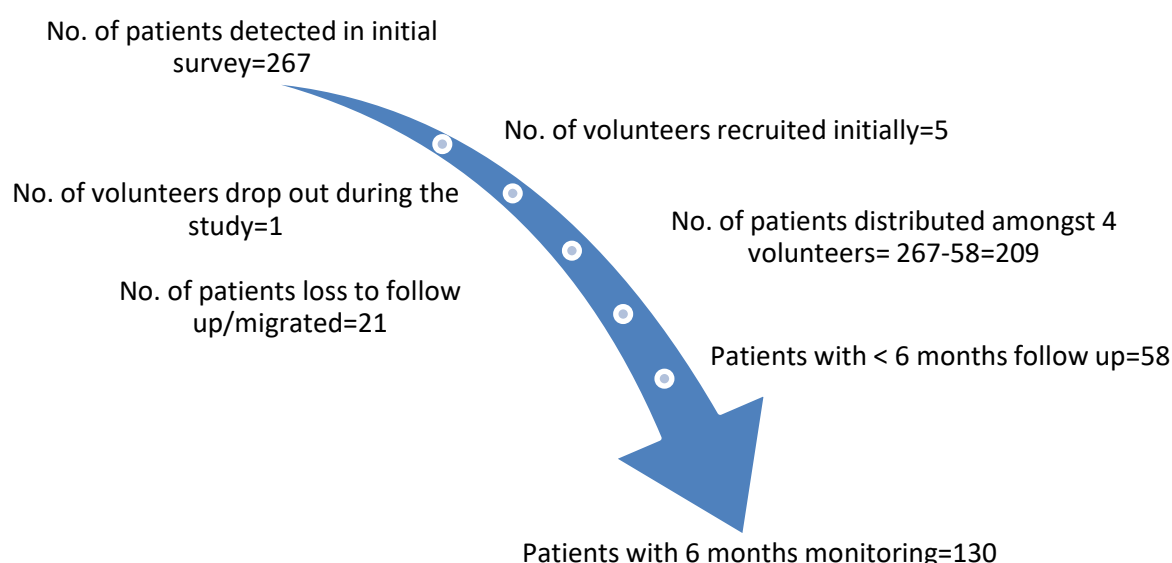 No. of patients detected in initial
survey=267
No. of volunteers recruited initially=5
No. of volunteers drop out during the
study=1
No. of patients distributed amongst 4
volunteers= 267-58=209
No. of patients loss to follow
up/migrated=21
Patients with < 6 months follow up=58
Patients with 6 months monitoring=130